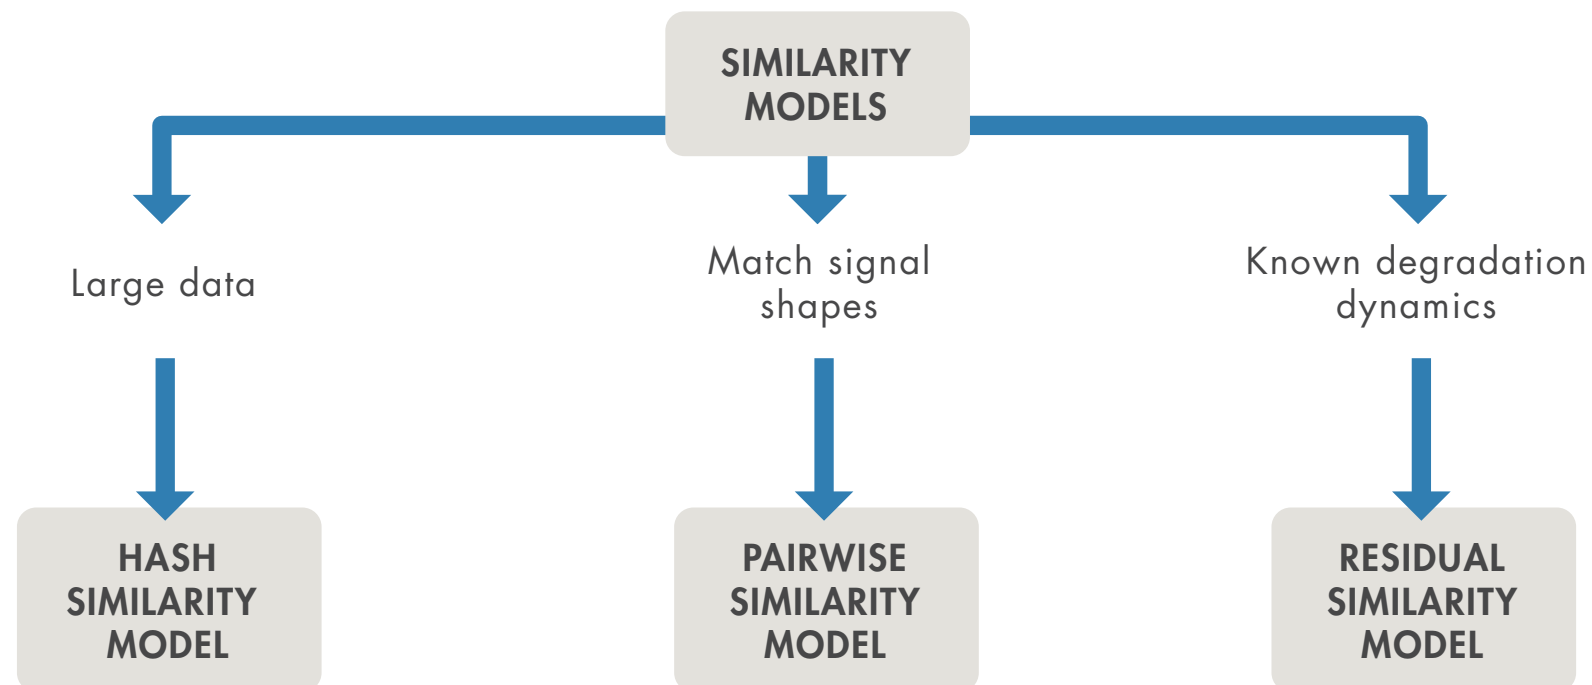 SIMILARITY
MODELS
Large data
Match signal
shapes
Known degradation
dynamics
HASH
SIMILARITY
MODEL
PAIRWISE
SIMILARITY
MODEL
RESIDUAL
SIMILARITY
MODEL